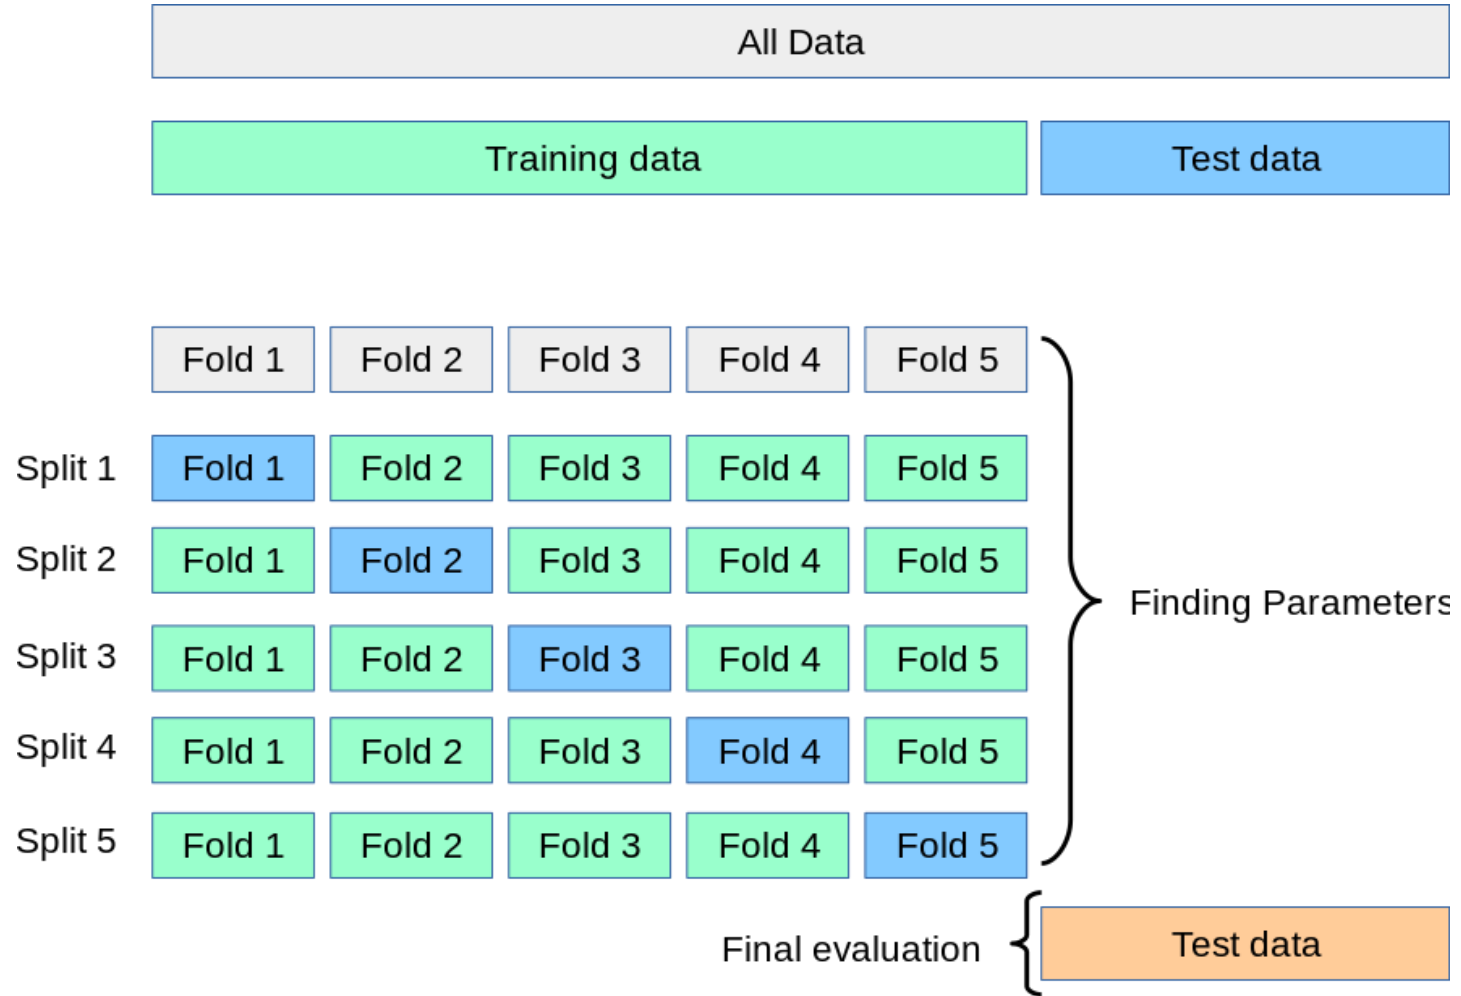 All Data
Training data Test data
Fold 1 Fold 2 Fold 3 Fold 4 Fold 5
Split 1 Fold 1 Fold 2 Fold 3 Fold 4 Fold 5
Split 2 Fold 1 Fold 2 Fold 3 Fold 4 Fold 5
Finding Parameters
Split 3 Fold 1 Fold 2 Fold 3 Fold 4 Fold 5
Split 4 Fold 1 Fold 2 Fold 3 Fold 4 Fold 5
Split 5 Fold 1 Fold 2 Fold 3 Fold 4 Fold 5
Final evaluation Test data